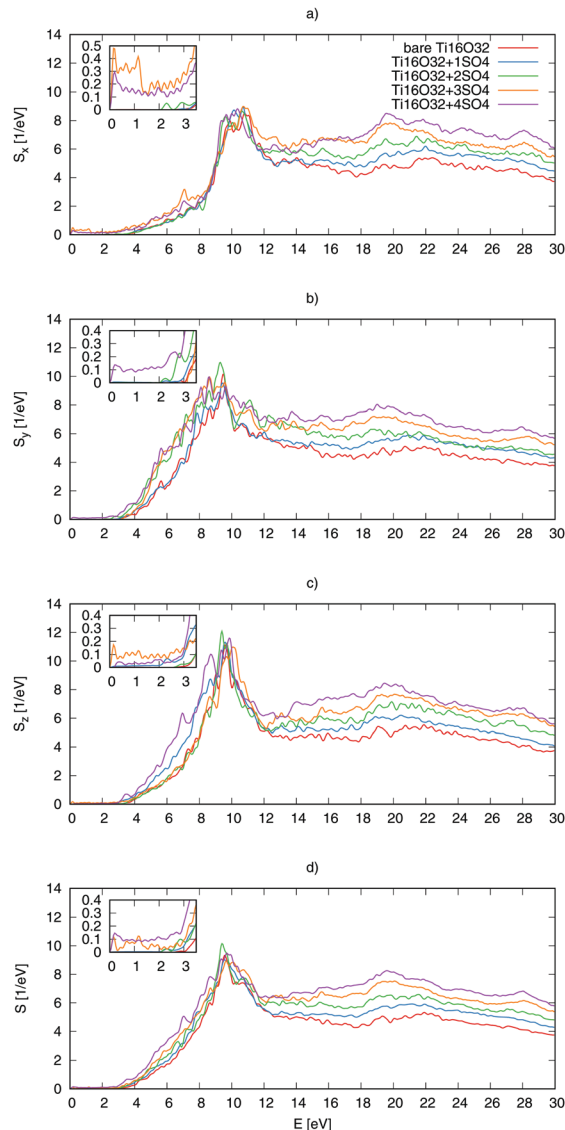 a)
bare Ti16O32
Ti16O32+1SO4
Ti16O32+2SO4
Ti16O32+3SO4
Ti16O32+4SO4
Sx [1/eV]
0 2 4 6 8 10 12 14
0 2 4 6 8 10 12 14 16 18 20 22 24 26 28 30
0 0.1 0.2 0.3 0.4 0.5
0 1 2 3
b)
Sy [1/eV]
0 2 4 6 8 10 12 14
0 2 4 6 8 10 12 14 16 18 20 22 24 26 28 30
0 0.1 0.2 0.3 0.4
0 1 2 3
c)
Sz [1/eV]
0 2 4 6 8 10 12 14
0 2 4 6 8 10 12 14 16 18 20 22 24 26 28 30
0 0.1 0.2 0.3 0.4
0 1 2 3
d)
S [1/eV]
0 2 4 6 8 10 12 14
0 2 4 6 8 10 12 14 16 18 20 22 24 26 28 30
0 0.1 0.2 0.3 0.4
0 1 2 3
E [eV]